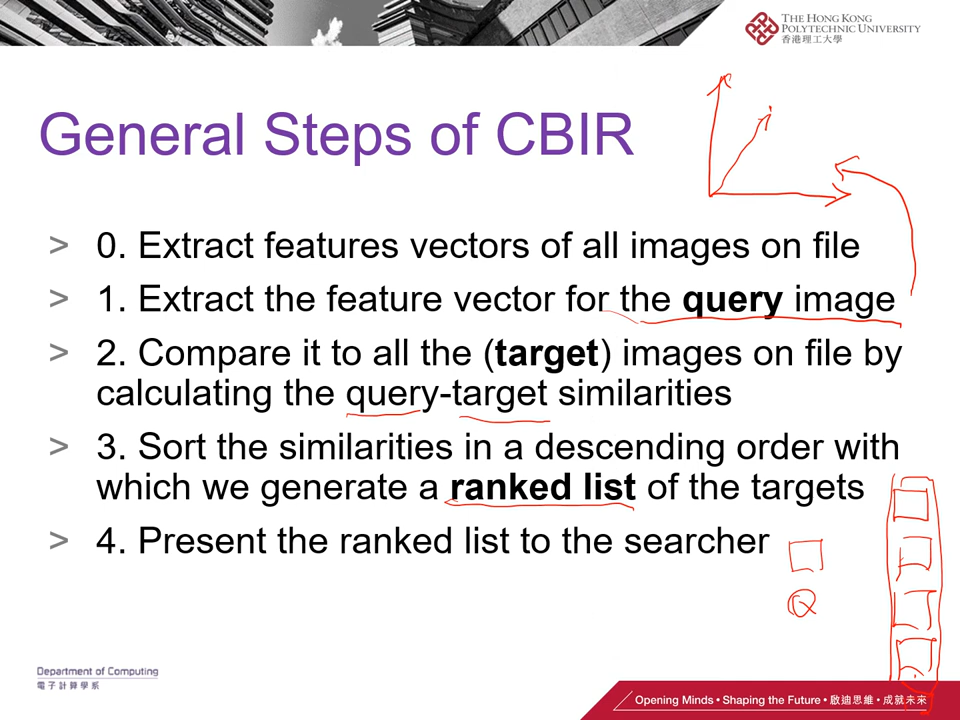 THE HONG KONG
POLYTECHNIC UNIVERSITY
香港理工大學
General Steps of CBIR
> 0. Extract features vectors of all images on file
> 1. Extract the feature vector for the query image
> 2. Compare it to all the (target) images on file by
calculating the query-target similarities
> 3. Sort the similarities in a descending order with
which we generate a ranked list of the targets
> 4. Present the ranked list to the searcher
Q
Department of Computing
電子計算學系
Opening Minds • Shaping the Future • 啟迪思維 • 成就未來